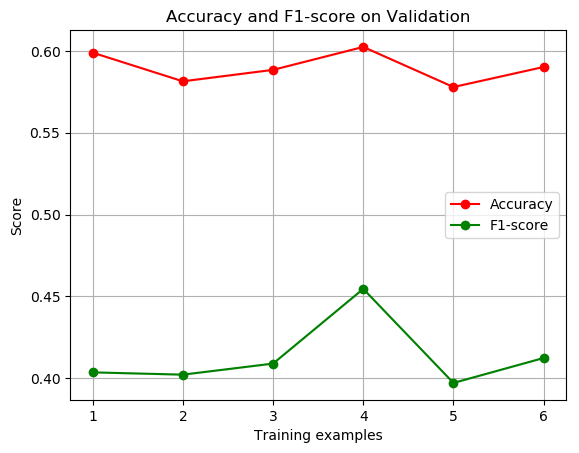 Accuracy and F1-score on Validation
0.60
0.55
0.50
0.45
0.40
Score
Accuracy
F1-score
1 2 3 4 5 6
Training examples